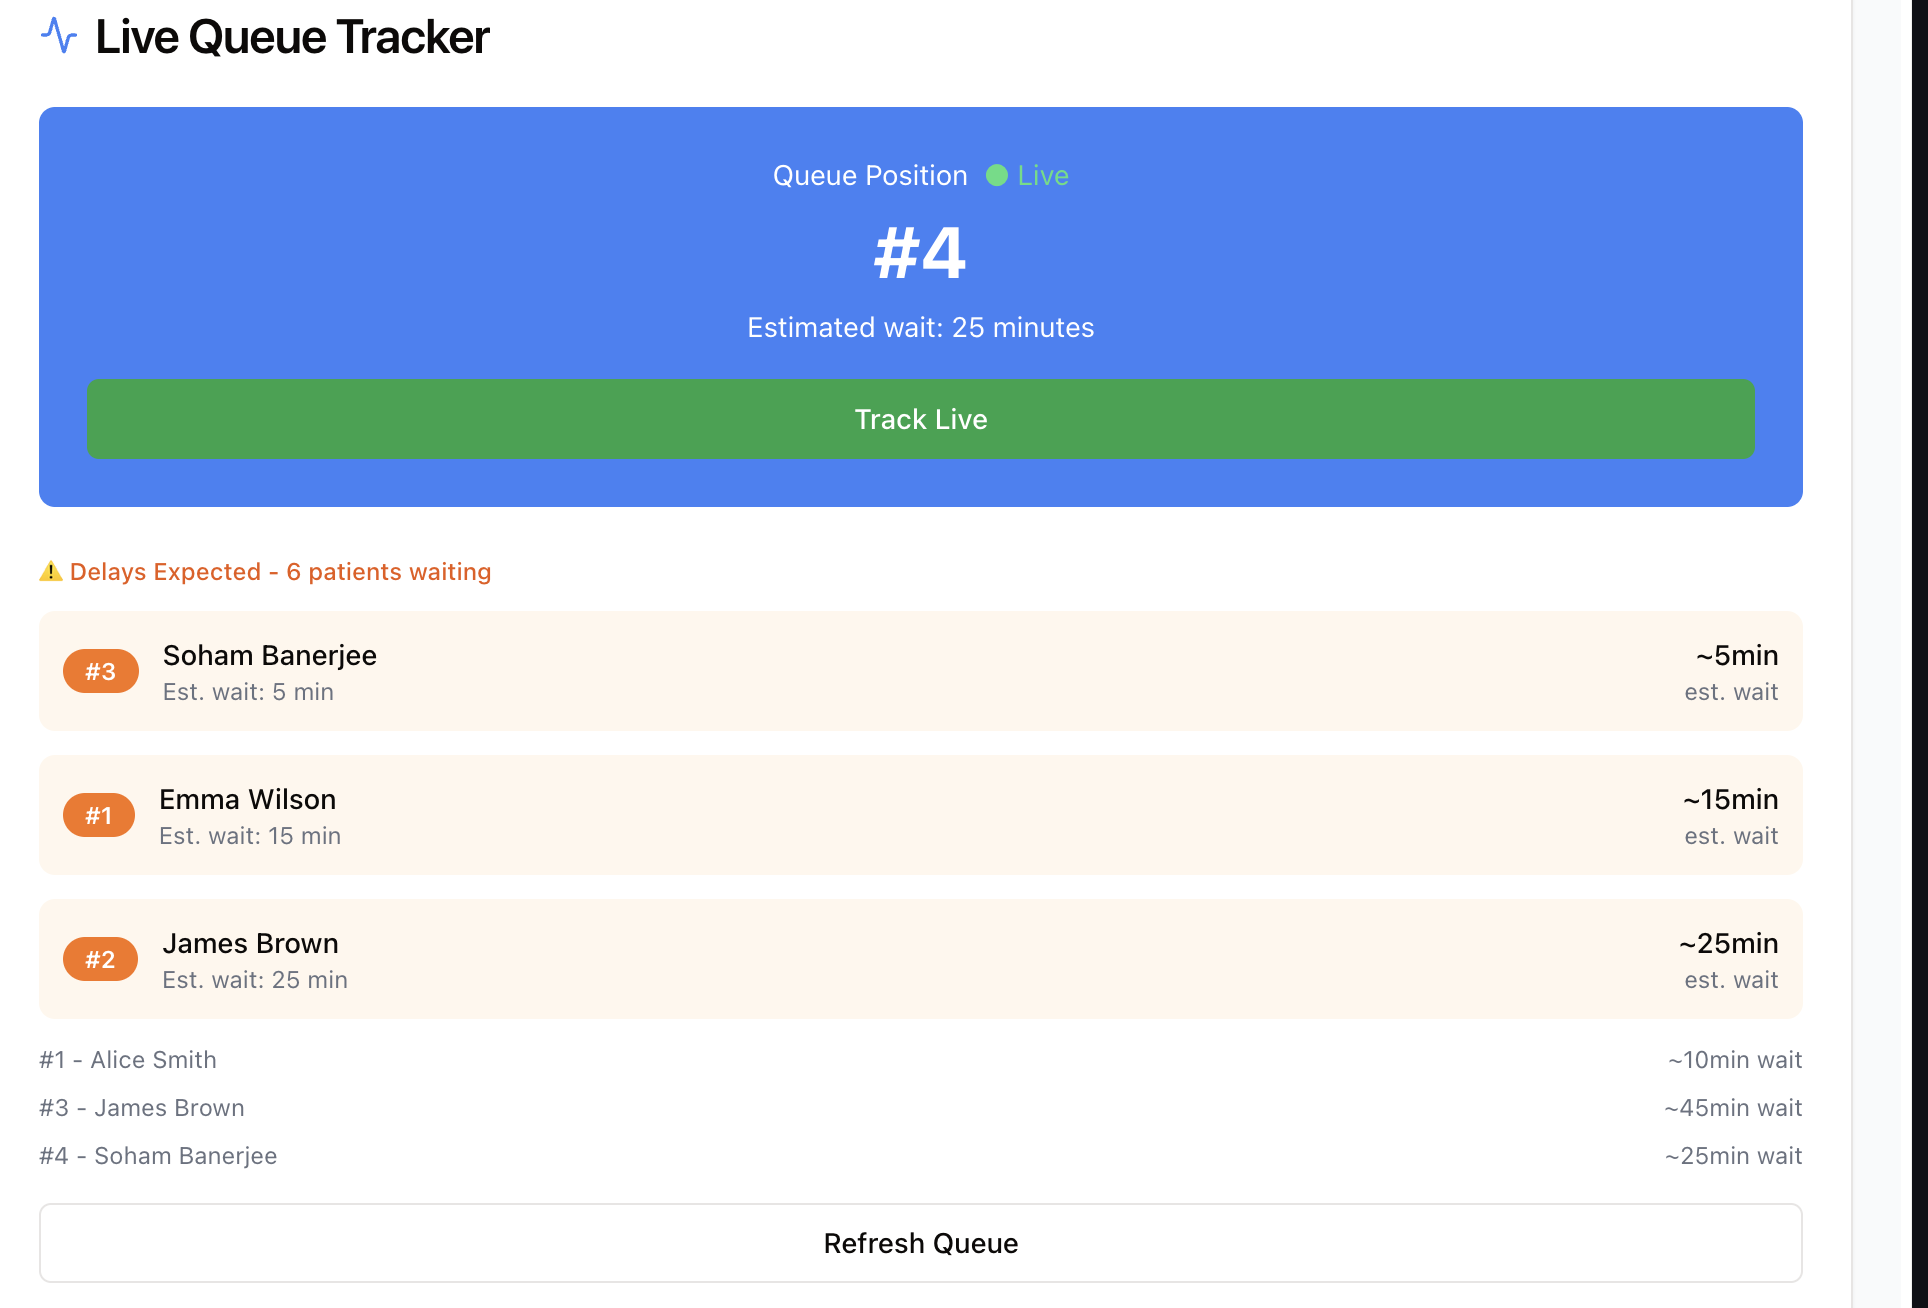 Live Queue Tracker
Queue Position Live
#4
Estimated wait: 25 minutes
Track Live
⚠️ Delays Expected - 6 patients waiting
#3 Soham Banerjee ~5min
Est. wait: 5 min est. wait
#1 Emma Wilson ~15min
Est. wait: 15 min est. wait
#2 James Brown ~25min
Est. wait: 25 min est. wait
#1 - Alice Smith ~10min wait
#3 - James Brown ~45min wait
#4 - Soham Banerjee ~25min wait
Refresh Queue